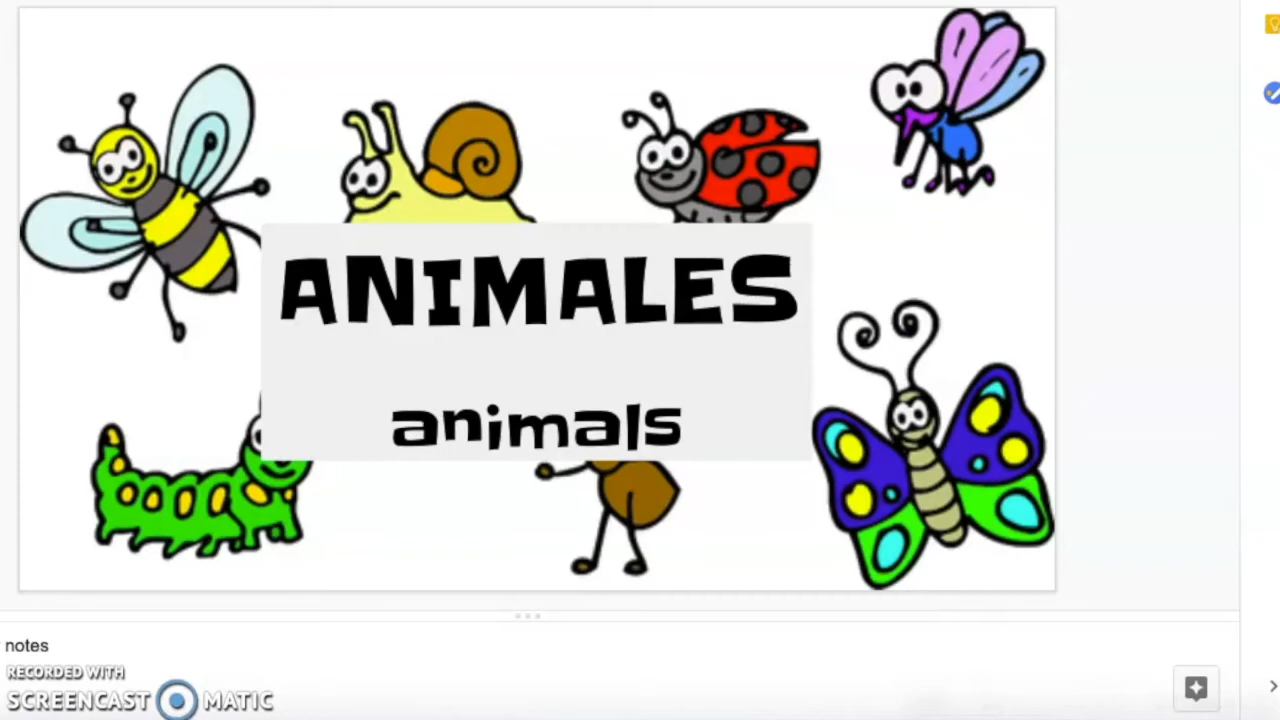 ANIMALES
animals
notes
RECORDED WITH
SCREENCAST MATIC